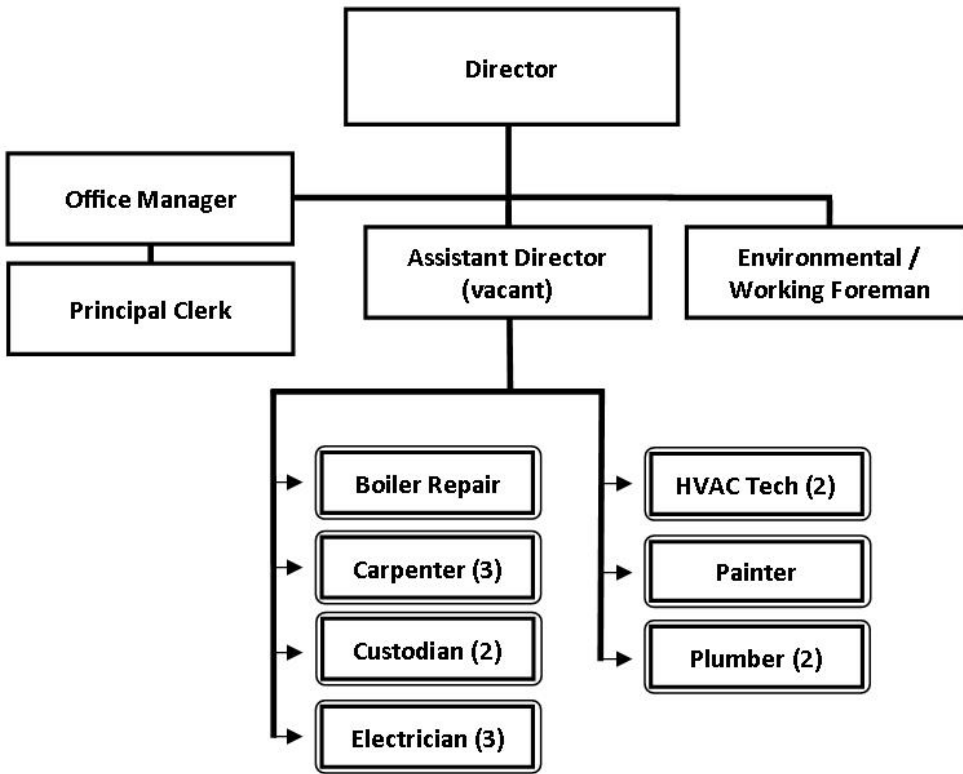 Director
Office Manager
Principal Clerk
Assistant Director
(vacant)
Environmental /
Working Foreman
Boiler Repair
Carpenter (3)
Custodian (2)
Electrician (3)
HVAC Tech (2)
Painter
Plumber (2)